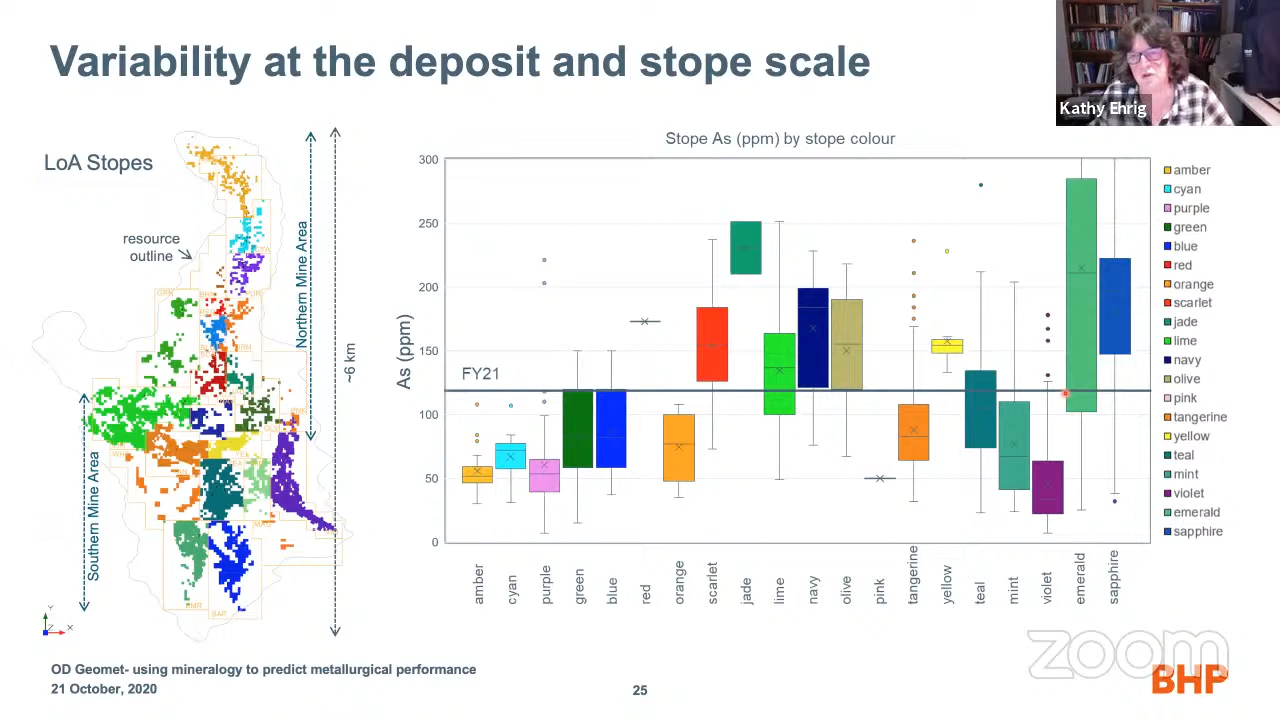 Variability at the deposit and stope scale
Kathy Ehrig
LoA Stopes
resource
outline
Northern Mine Area
~6 km
Southern Mine Area
Y
Z
X
Stope As (ppm) by stope colour
As (ppm)
300
250
200
150
100
50
0
FY21
amber
cyan
purple
green
blue
red
orange
scarlet
jade
lime
navy
olive
pink
tangerine
yellow
teal
mint
violet
emerald
sapphire
amber
cyan
purple
green
blue
red
orange
scarlet
jade
lime
navy
olive
pink
tangerine
yellow
teal
mint
violet
emerald
sapphire
OD Geomet- using mineralogy to predict metallurgical performance
21 October, 2020
25
zoom
BHP